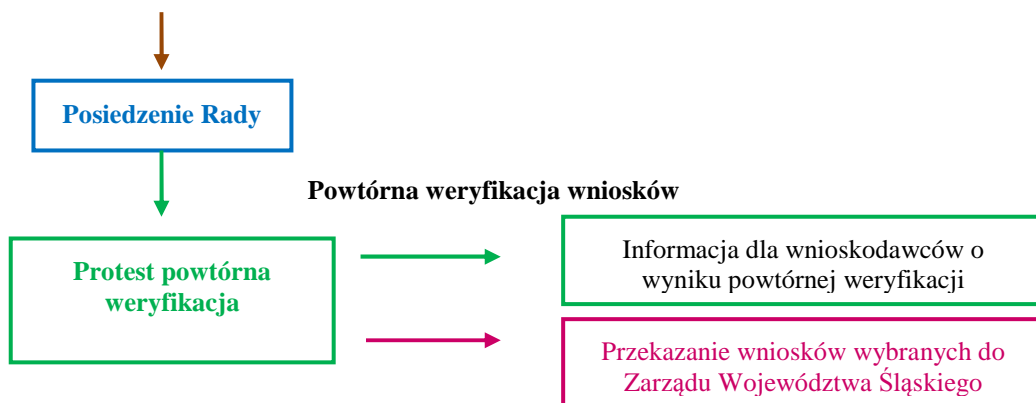 Posiedzenie Rady
Powtórna weryfikacja wniosków
Protest powtórna
weryfikacja
Informacja dla wnioskodawców o
wyniku powtórnej weryfikacji
Przekazanie wniosków wybranych do
Zarządu Województwa Śląskiego